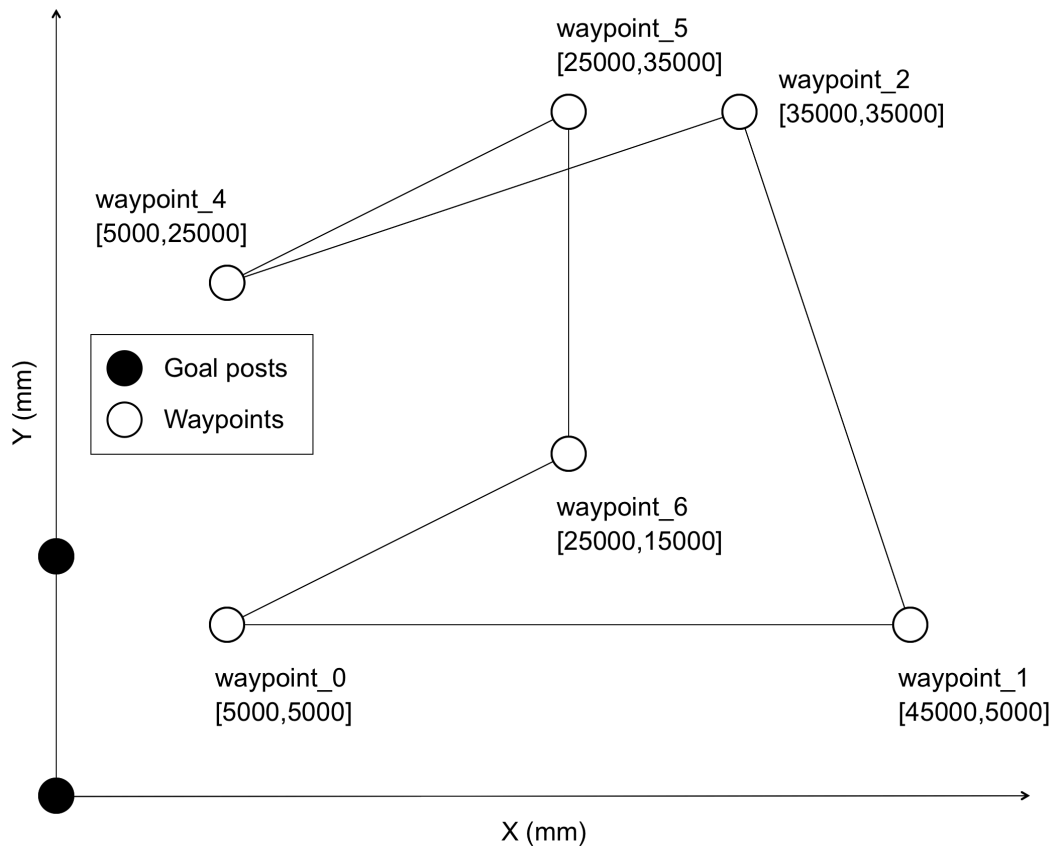 waypoint_5
[25000,35000]
waypoint_2
[35000,35000]
waypoint_4
[5000,25000]
Goal posts
Waypoints
Y (mm)
waypoint_6
[25000,15000]
waypoint_0
[5000,5000]
waypoint_1
[45000,5000]
X (mm)